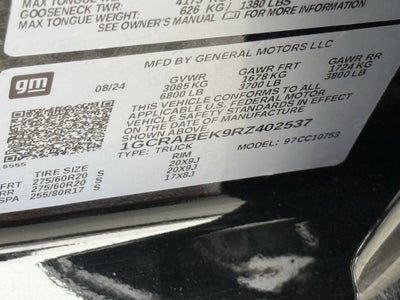 MAX TONGUE
GOOSENECK TWR:
MAX TONGUE WEIGHT: 626 KG / 1380 LBS
SEE OWNER'S MANUAL FOR MORE INFORMATION
MFD BY GENERAL MOTORS LLC
gm
08/24 GVWR GAWR FRT GAWR RR
3085 KG 1678 KG 1724 KG
6800 LB 3700 LB 3800 LB
THIS VEHICLE CONFORMS TO ALL
APPLICABLE U.S. FEDERAL MOTOR
VEHICLE SAFETY STANDARDS IN EFFECT
ON THE DATE OF MANUFACTURE
SHOWN ABOVE.
1GCRABEK9RZ402537
TYPE: TRUCK MODEL: 97CC10753
8555
TIRE SIZE RIM
FRT 275/60R20 S 20X9J
275/60R20 S 20X9J
SPA 255/80R17 17X8J